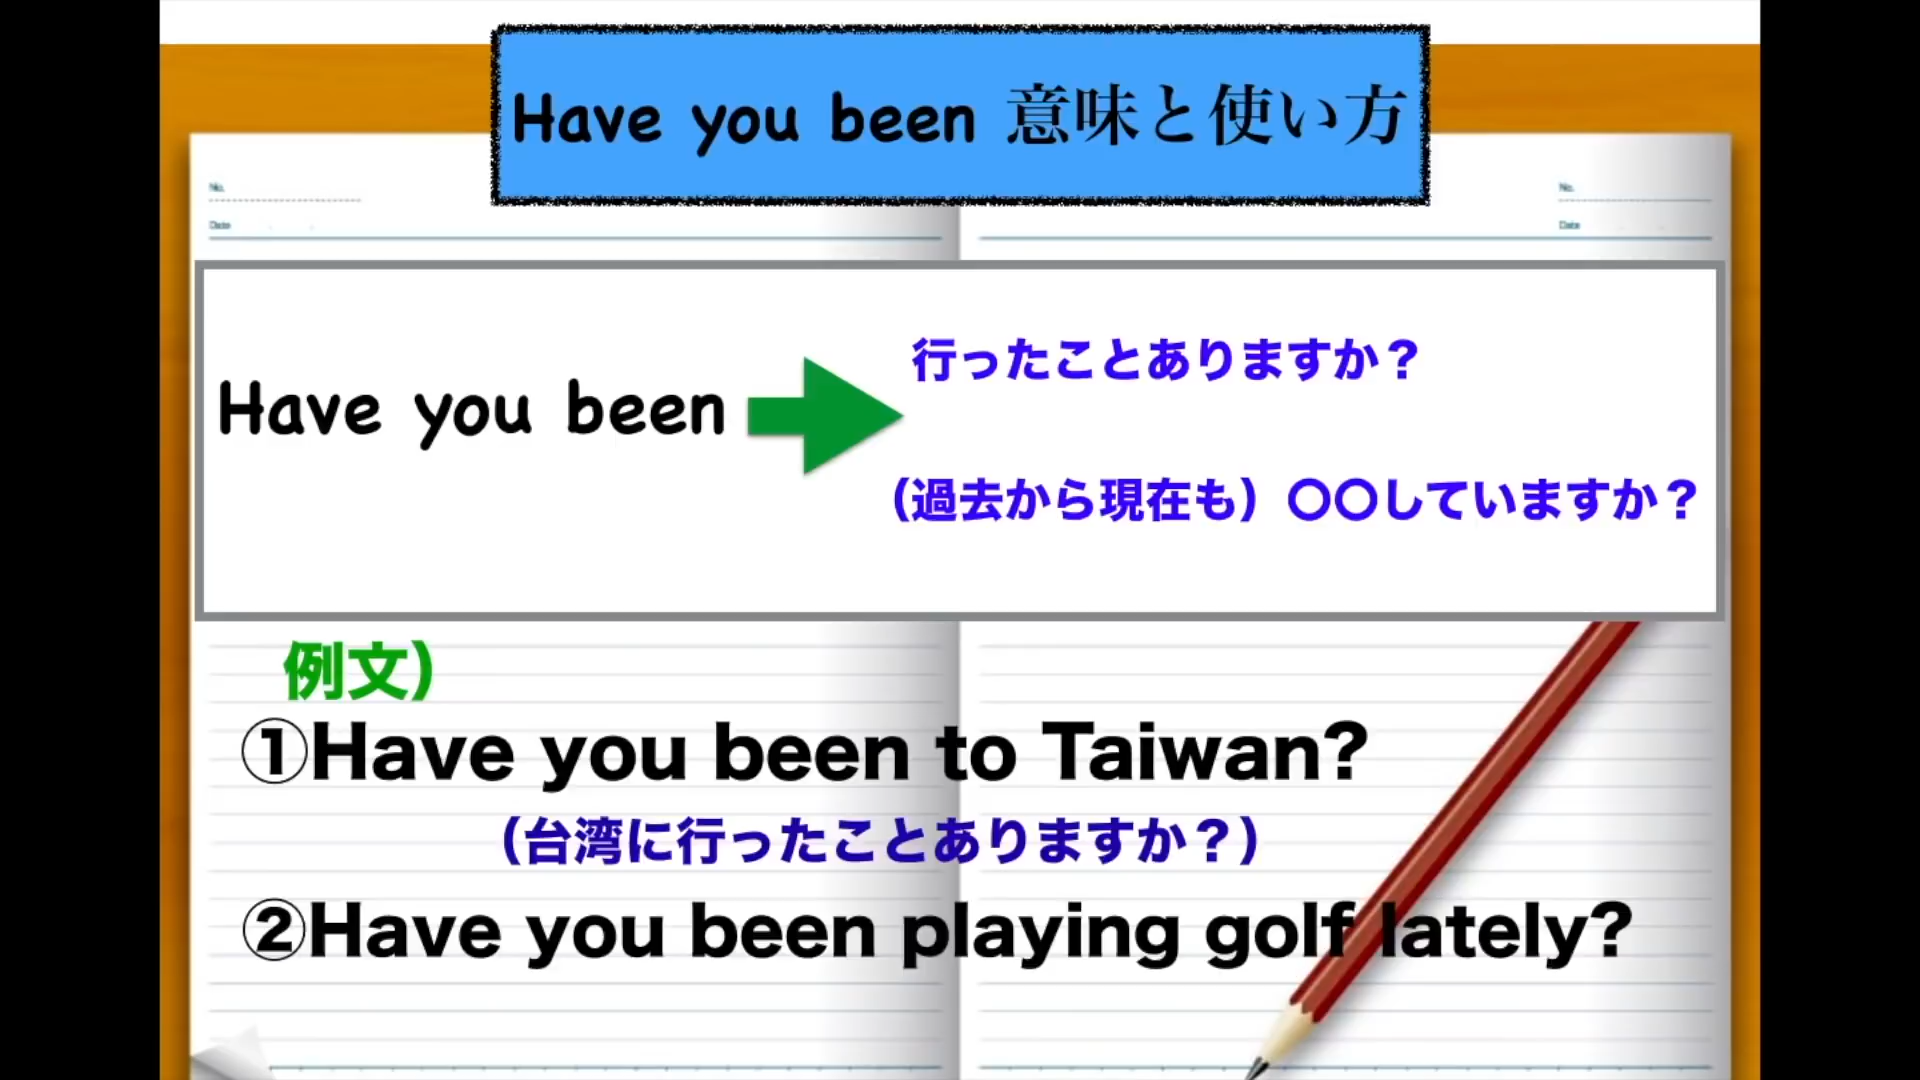 Have you been 意味と使い方
No.
Date
No.
Date
Have you been
行ったことありますか？
（過去から現在も）〇〇していますか？
例文）
①Have you been to Taiwan?
（台湾に行ったことありますか？）
②Have you been playing golf lately?